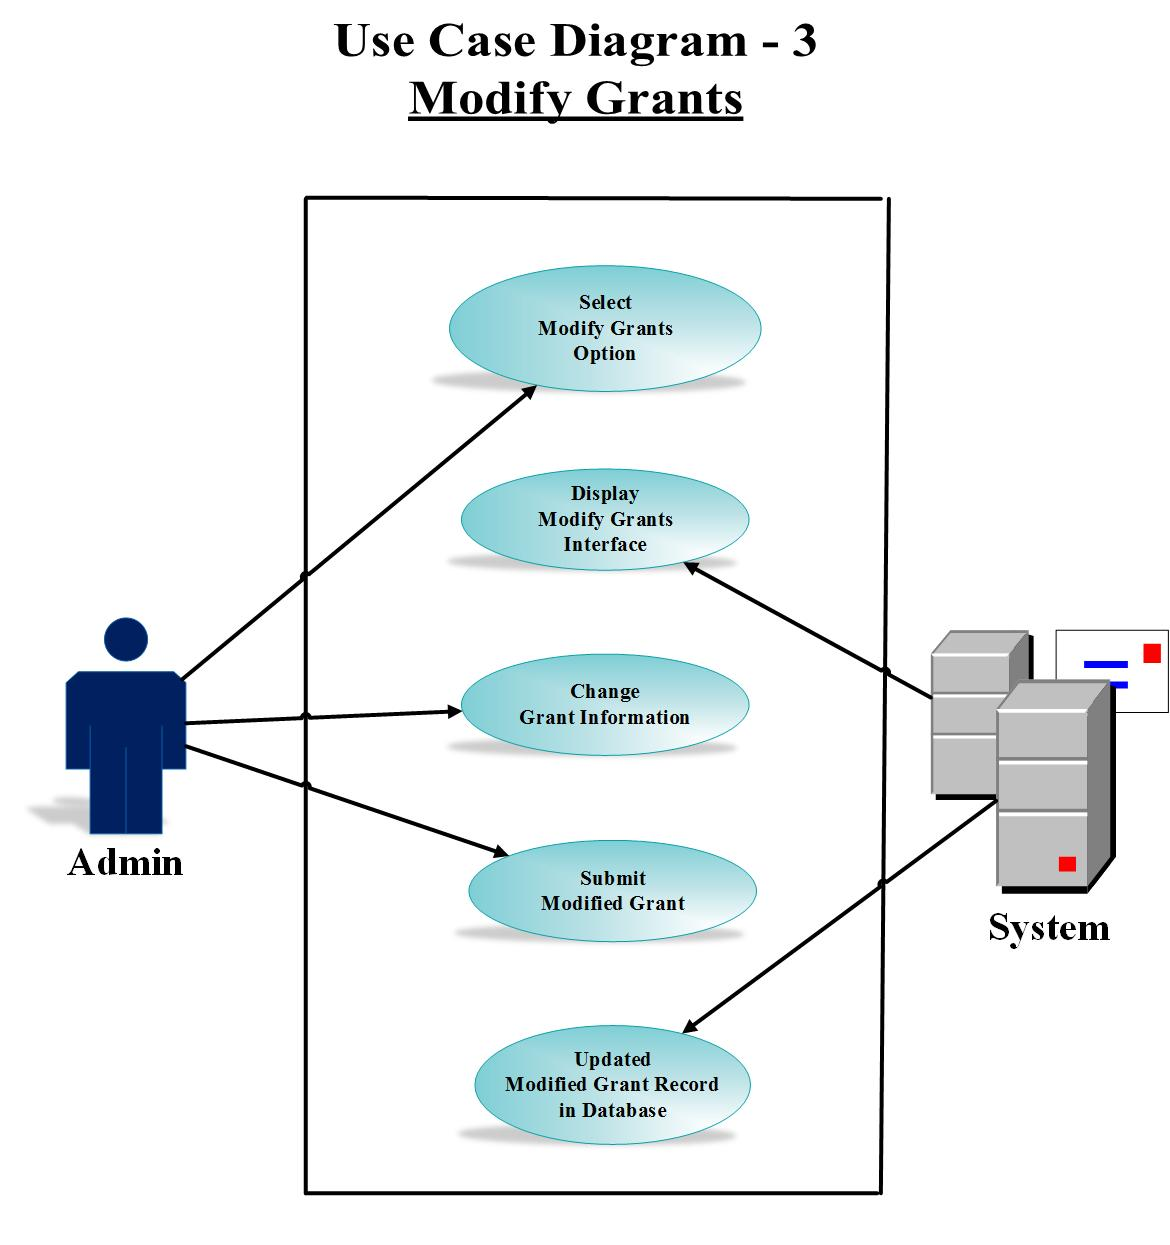 Use Case Diagram - 3
Modify Grants
Select
Modify Grants
Option
Display
Modify Grants
Interface
Change
Grant Information
Admin
Submit
Modified Grant
System
Updated
Modified Grant Record
in Database